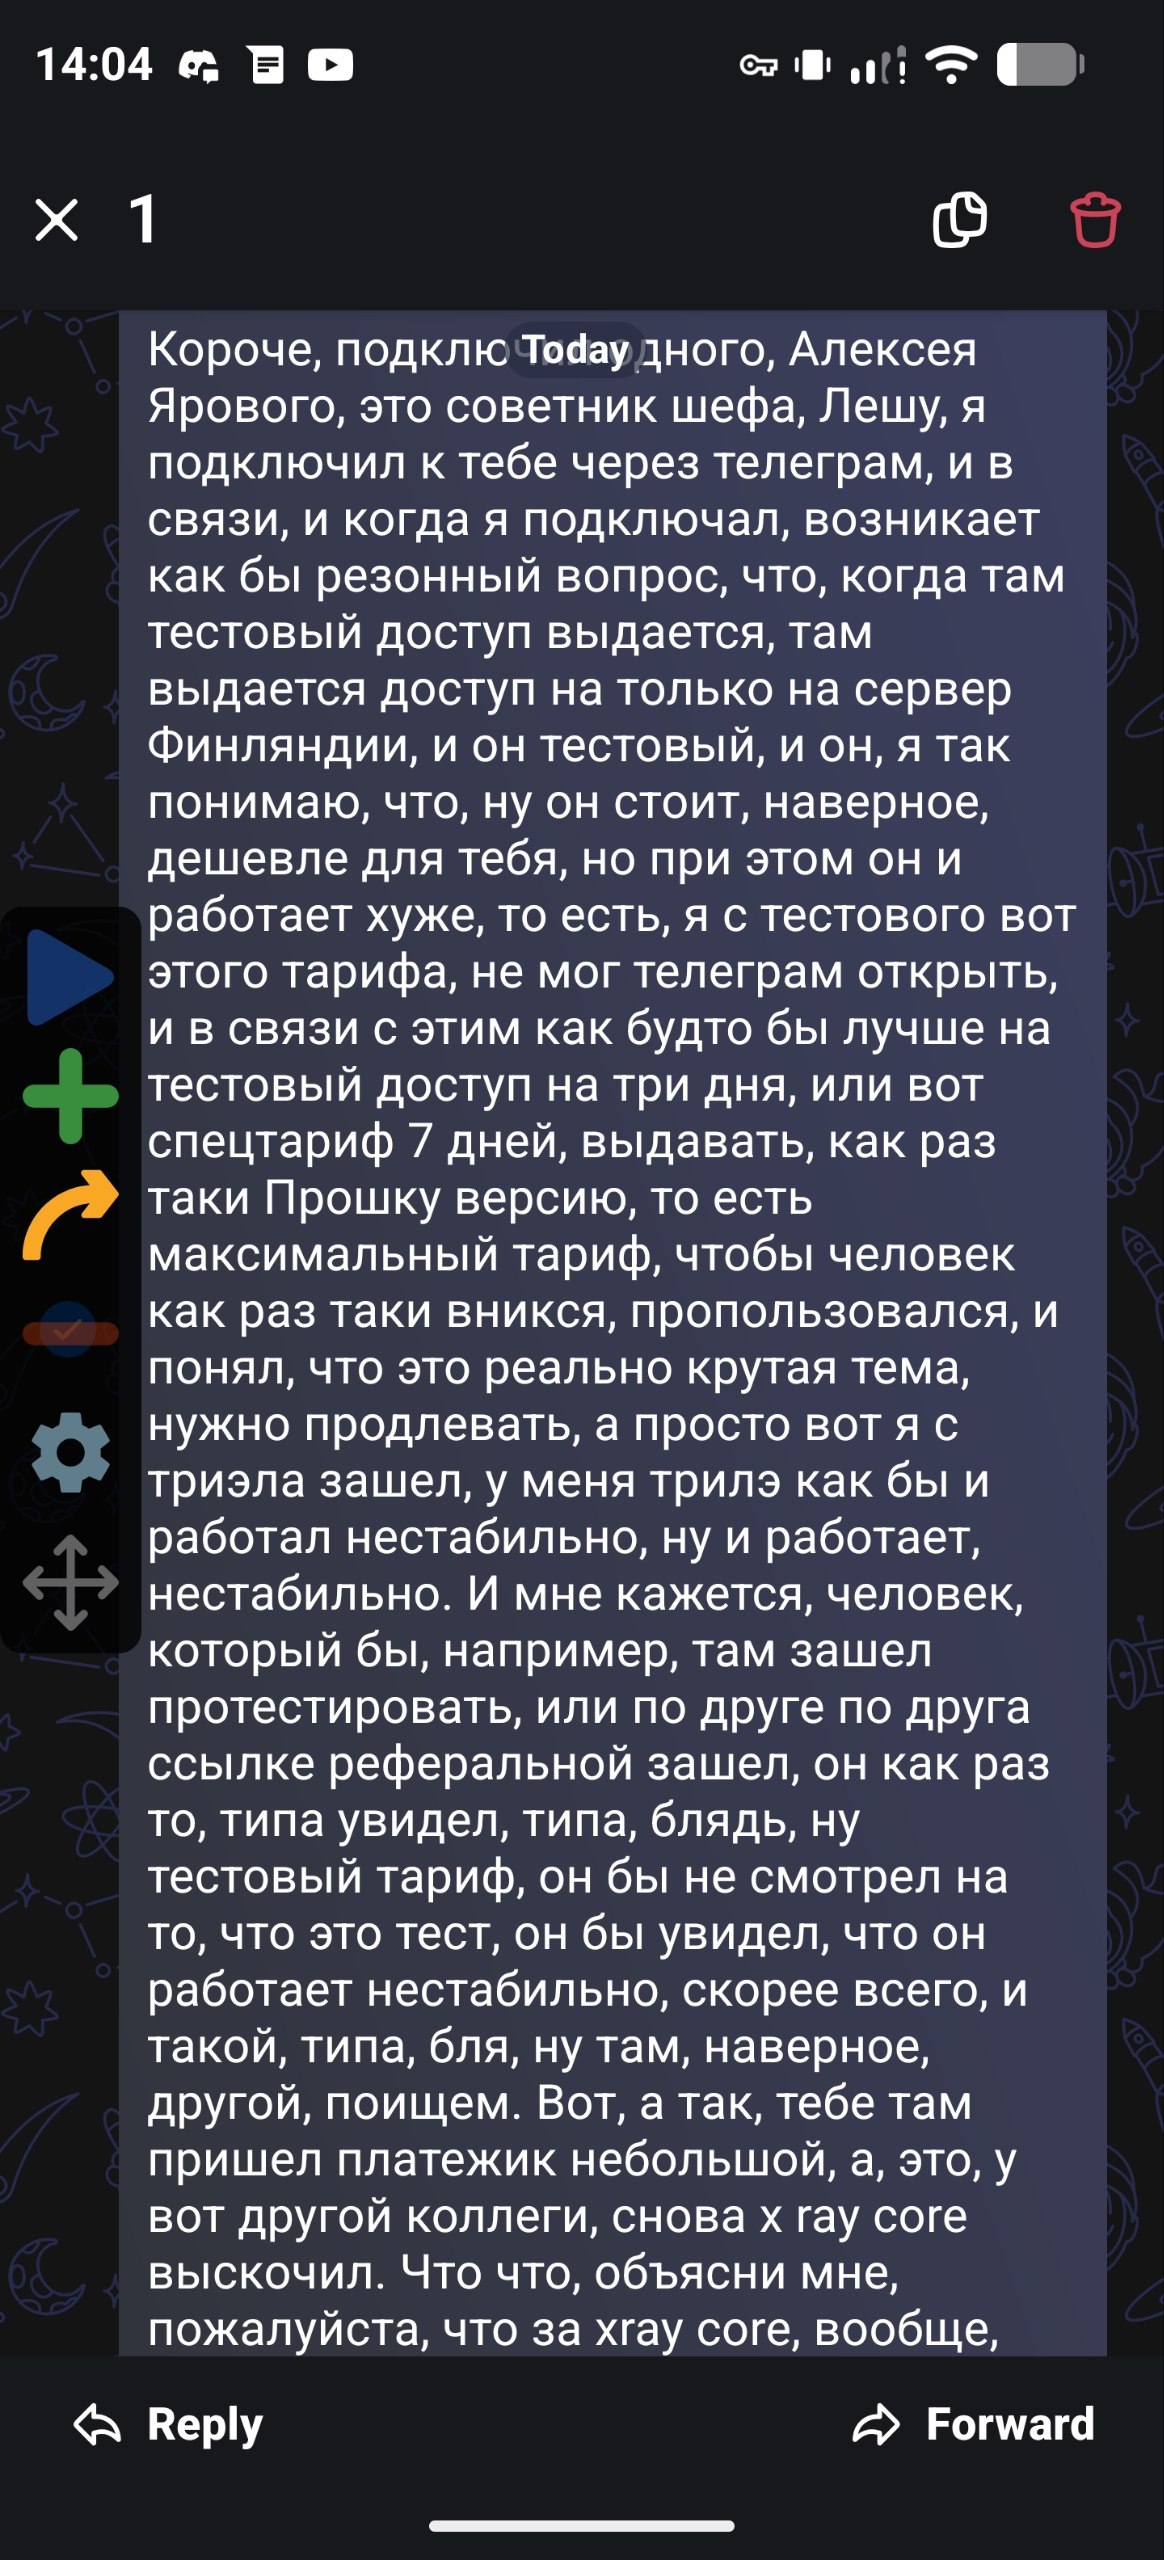 14:04
1
Today
Короче, подклю дного, Алексея
Ярового, это советник шефа, Лешу, я
подключил к тебе через телеграм, и в
связи, и когда я подключал, возникает
как бы резонный вопрос, что, когда там
тестовый доступ выдается, там
выдается доступ на только на сервер
Финляндии, и он тестовый, и он, я так
понимаю, что, ну он стоит, наверное,
дешевле для тебя, но при этом он и
работает хуже, то есть, я с тестового вот
этого тарифа, не мог телеграм открыть,
и в связи с этим как будто бы лучше на
тестовый доступ на три дня, или вот
спецтариф 7 дней, выдавать, как раз
таки Прошку версию, то есть
максимальный тариф, чтобы человек
как раз таки вникся, пропользовался, и
понял, что это реально крутая тема,
нужно продлевать, а просто вот я с
триэла зашел, у меня трилэ как бы и
работал нестабильно, ну и работает,
нестабильно. И мне кажется, человек,
который бы, например, там зашел
протестировать, или по друге по друга
ссылке реферальной зашел, он как раз
то, типа увидел, типа, блядь, ну
тестовый тариф, он бы не смотрел на
то, что это тест, он бы увидел, что он
работает нестабильно, скорее всего, и
такой, типа, бля, ну там, наверное,
другой, поищем. Вот, а так, тебе там
пришел платежик небольшой, а, это, у
вот другой коллеги, снова x ray core
выскочил. Что что, объясни мне,
пожалуйста, что за xray core, вообще,
Reply
Forward